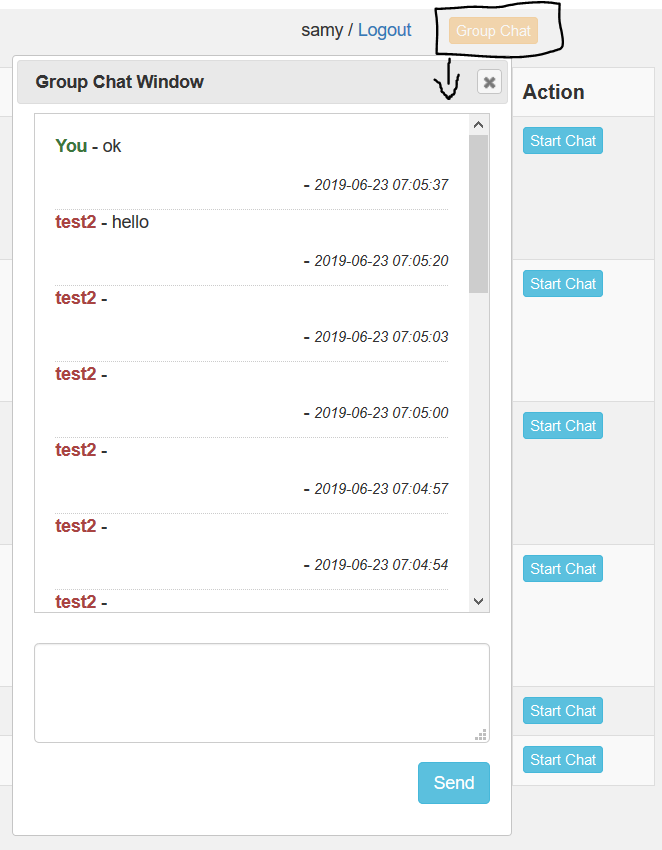 samy / Logout
Group Chat
Group Chat Window
Action
You - ok
- 2019-06-23 07:05:37
Start Chat
test2 - hello
- 2019-06-23 07:05:20
test2 -
Start Chat
- 2019-06-23 07:05:03
test2 -
- 2019-06-23 07:05:00
Start Chat
test2 -
- 2019-06-23 07:04:57
test2 -
- 2019-06-23 07:04:54
Start Chat
test2 -
Start Chat
Start Chat
Send